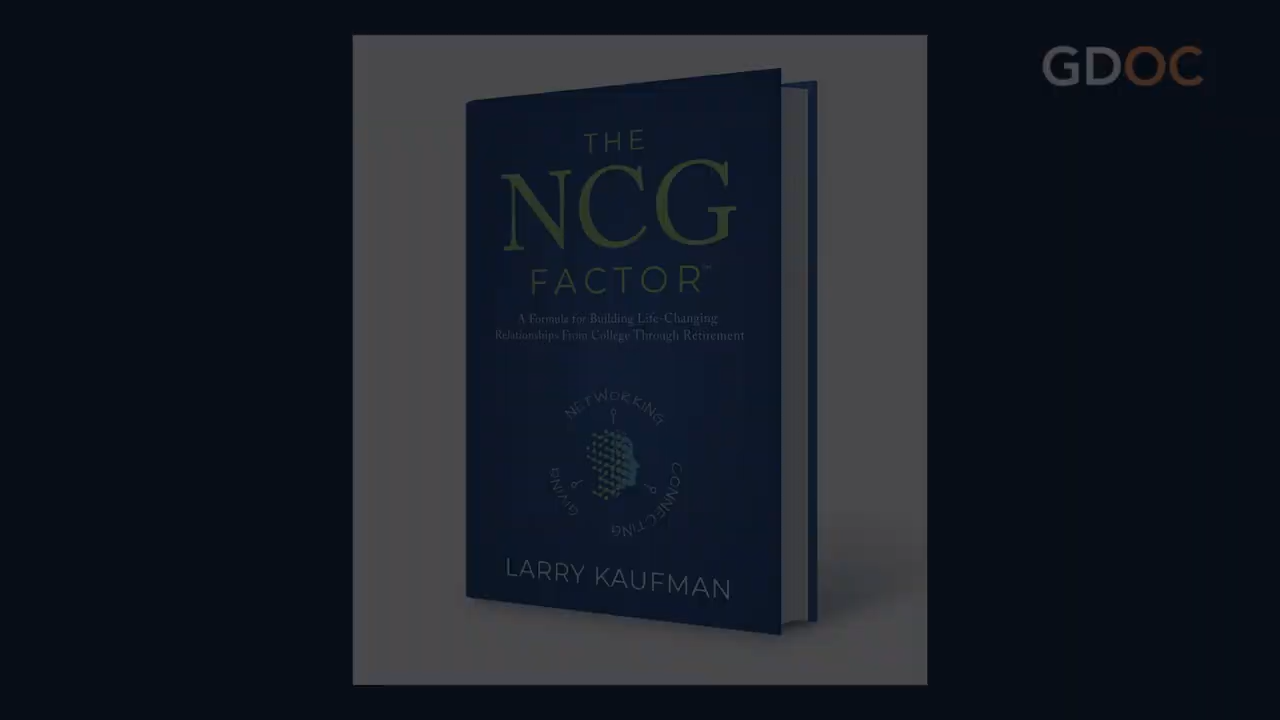 GDOC
THE
NCG
FACTOR™
A Formula for Building Life-Changing
Relationships From College Through Retirement
NETWORKING
CONNECTING
GIVING
LARRY KAUFMAN